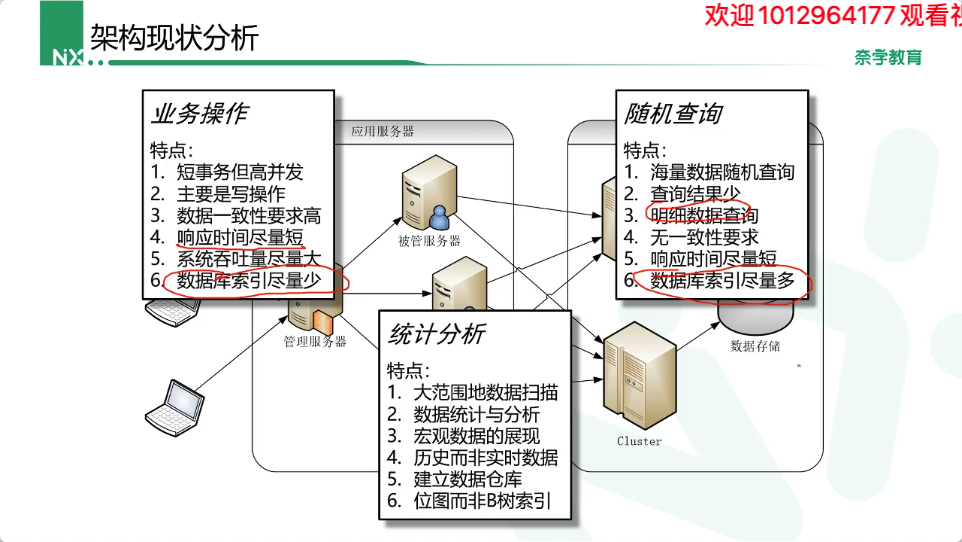 欢迎1012964177观看视
架构现状分析
NX
奈学教育
业务操作
特点：
1. 短事务但高并发
2. 主要是写操作
3. 数据一致性要求高
4. 响应时间尽量短
5. 系统吞吐量尽量大
6. 数据库索引尽量少
应用服务器
随机查询
特点：
1. 海量数据随机查询
2. 查询结果少
3. 明细数据查询
4. 无一致性要求
5. 响应时间尽量短
6. 数据库索引尽量多
被管服务器
管理服务器
数据存储
统计分析
特点：
1. 大范围地数据扫描
2. 数据统计与分析
3. 宏观数据的展现
4. 历史而非实时数据
5. 建立数据仓库
6. 位图而非B树索引
Cluster